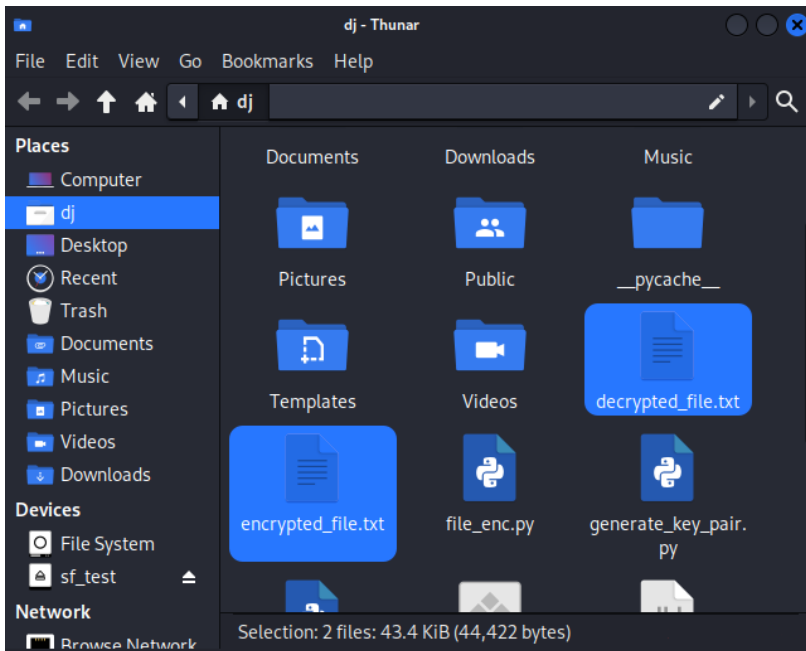 dj - Thunar
File Edit View Go Bookmarks Help
dj
Places
Computer
dj
Desktop
Recent
Trash
Documents
Music
Pictures
Videos
Downloads
Devices
File System
sf_test
Network
Browse Network
Documents Downloads Music
Pictures Public __pycache__
Templates Videos decrypted_file.txt
encrypted_file.txt file_enc.py generate_key_pair.
py
Selection: 2 files: 43.4 KiB (44,422 bytes)